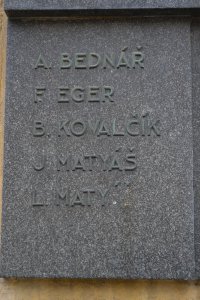 A. BEDNÁŘ
F. EGER
B. KOVALČÍK
J. MATYÁŠ